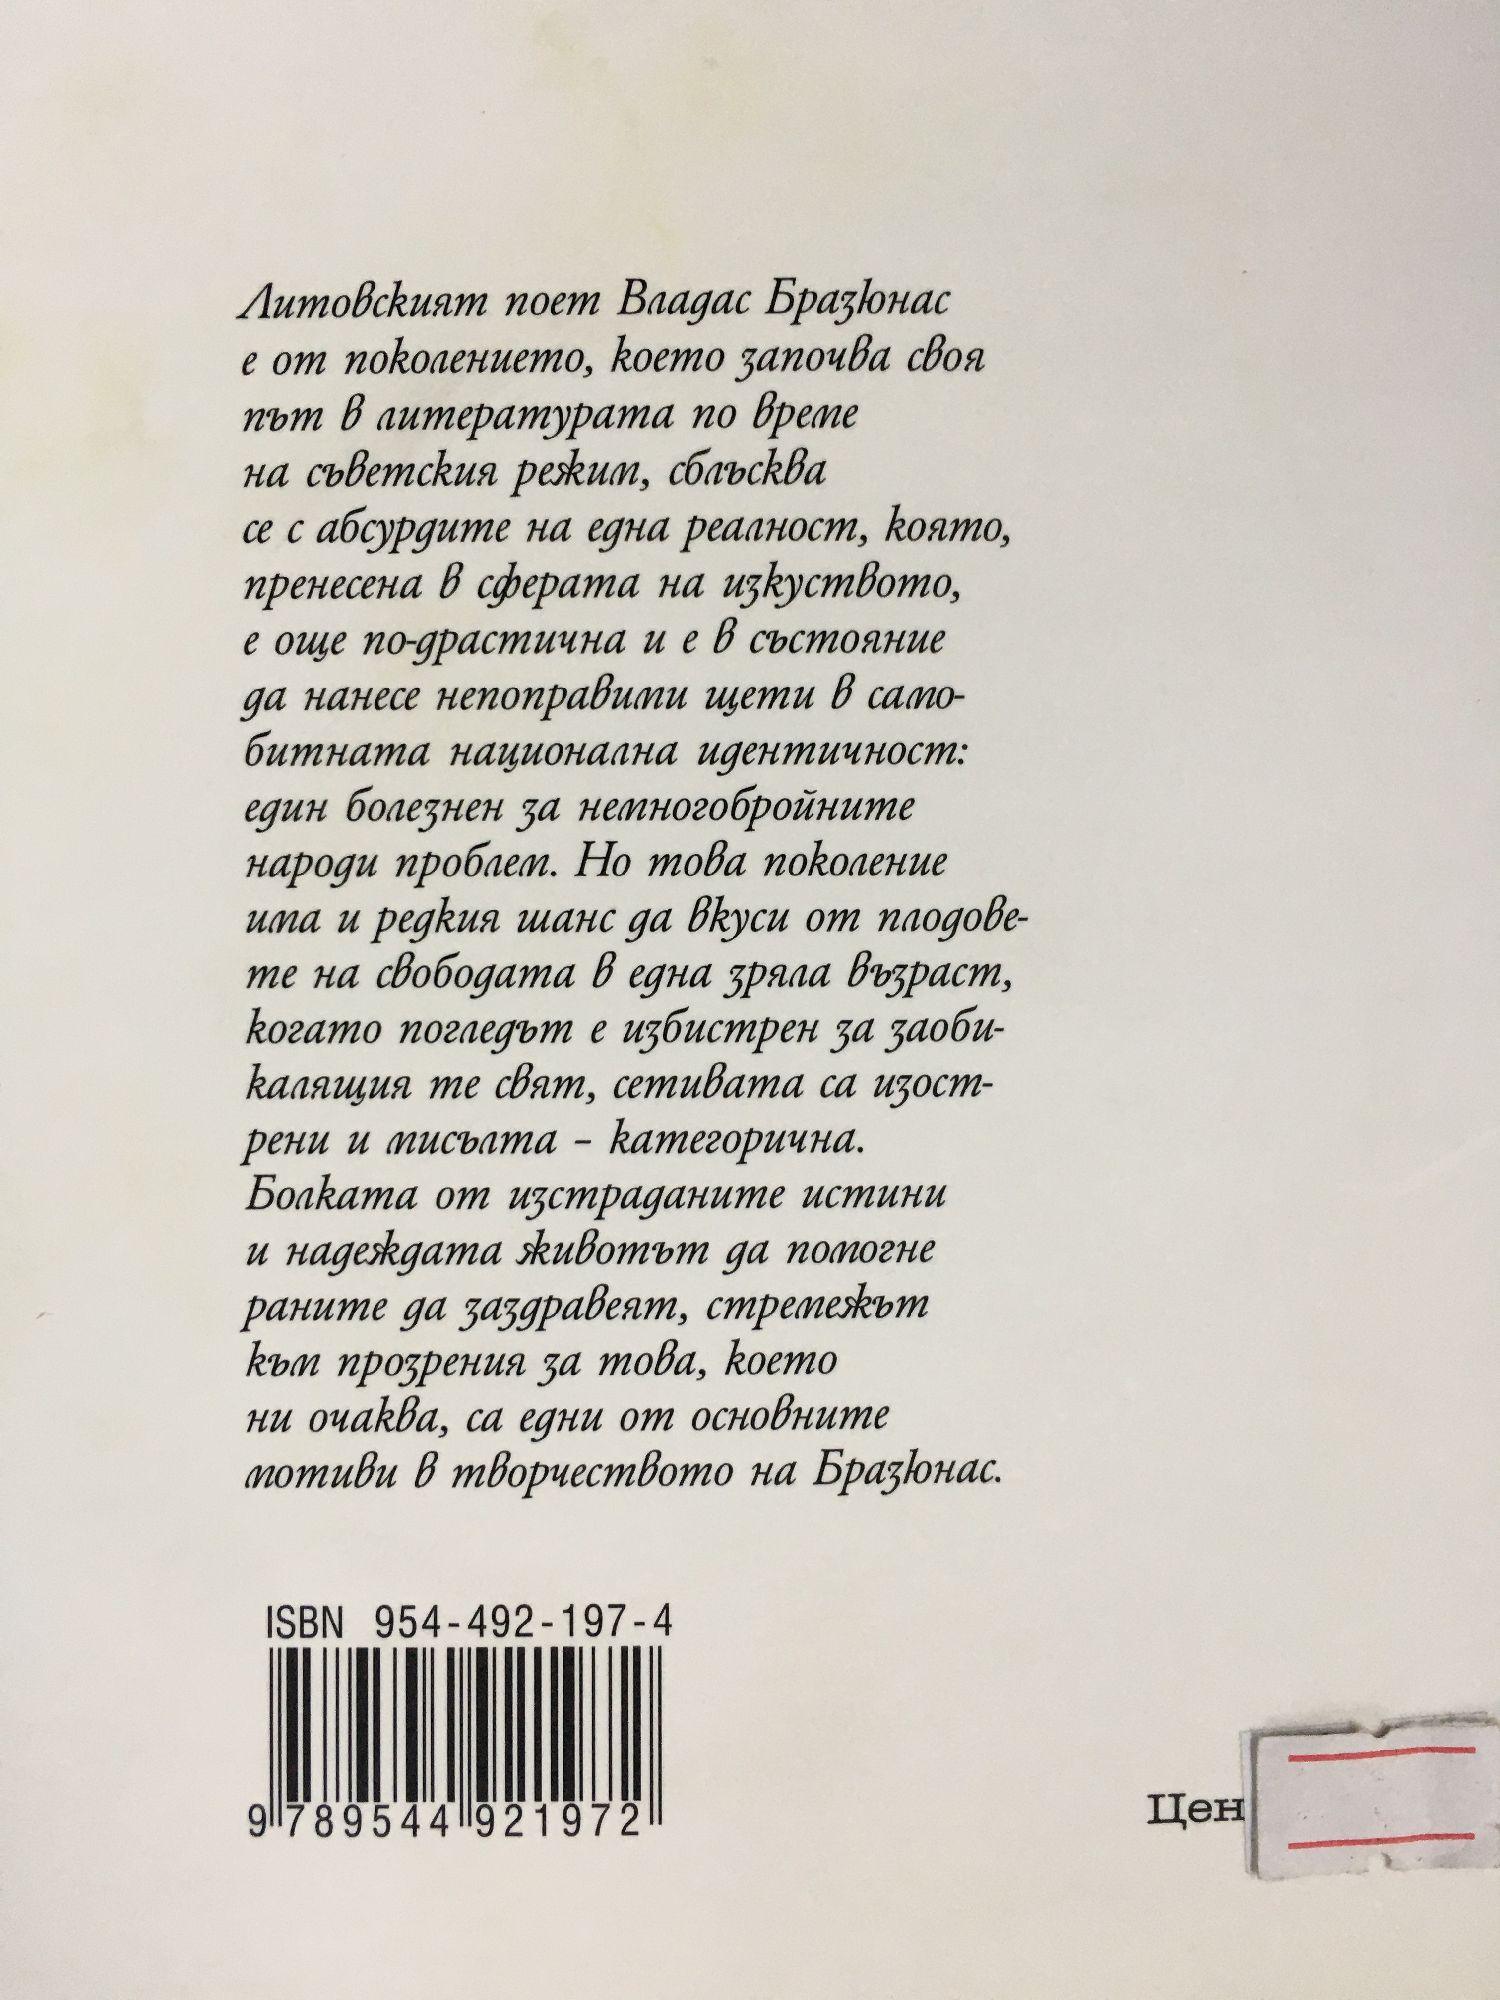 Литовският поет Владас Бразюнас
е от поколението, което започва своя
път в литературата по време
на съветския режим, сблъсква
се с абсурдите на една реалност, която,
пренесена в сферата на изкуството,
е още по-драстична и е в състояние
да нанесе непоправими щети в само-
битната национална идентичност:
един болезнен за немногобройните
народи проблем. Но това поколение
има и редкия шанс да вкуси от плодове-
те на свободата в една зряла възраст,
когато погледът е избистрен за заоби-
калящия те свят, сетивата са изост-
рени и мисълта – категорична.
Болката от изстраданите истини
и надеждата животът да помогне
раните да заздравеят, стремежът
към прозрения за това, което
ни очаква, са едни от основните
мотиви в творчеството на Бразюнас.
ISBN 954-492-197-4
9 789544 921972
Цен